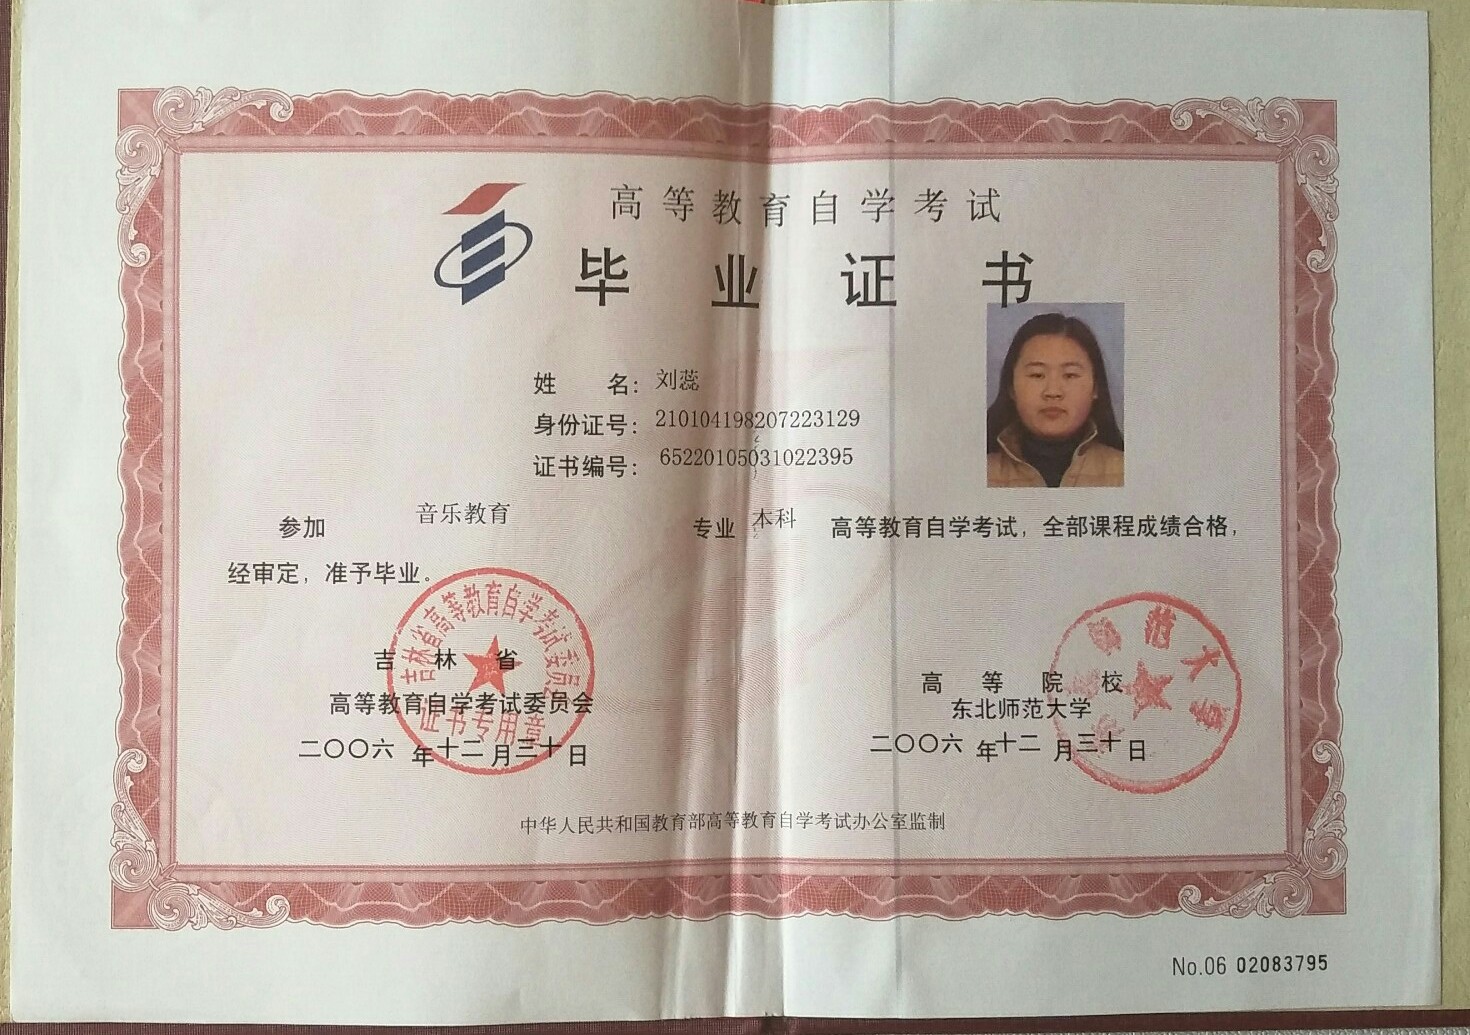 高等教育自学考试
毕业证书
姓 名：刘蕊
身份证号：210104198207223129
证书编号：65220105031022395
参加 音乐教育 专业 本科 高等教育自学考试，全部课程成绩合格，
经审定，准予毕业。
吉林省高等教育自学考试委员会
证书专用章
吉 林 省
高等教育自学考试委员会
二〇〇六 年十二月三十日
范大学
高 等 院 校
东北师范大学
二〇〇六 年十二月三十日
中华人民共和国教育部高等教育自学考试办公室监制
No.06 02083795